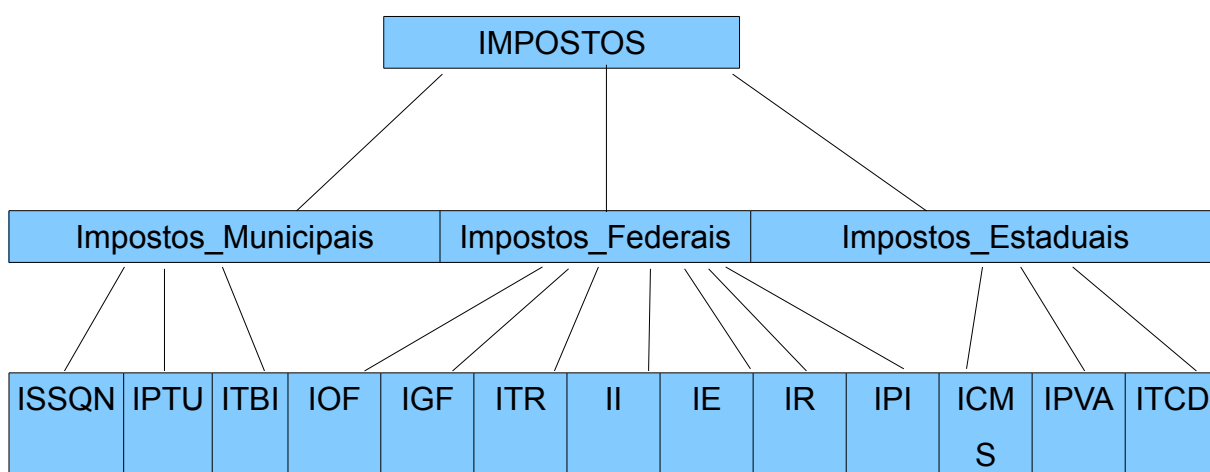 IMPOSTOS
Impostos_Municipais Impostos_Federais Impostos_Estaduais
ISSQN IPTU ITBI IOF IGF ITR II IE IR IPI ICM IPVA ITCD
S